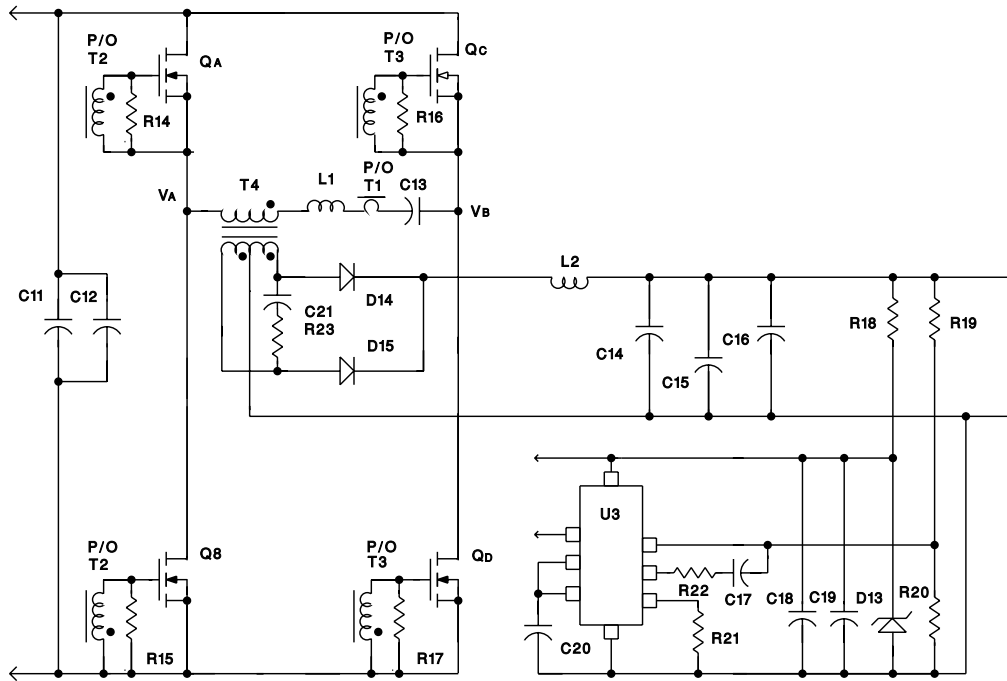 P/O
T2
QA
R14
P/O
T3
QC
R16
VA
T4
L1
P/O
T1
C13
VB
L2
C11
C12
C21
R23
D14
D15
C14
C15
C16
R18
R19
U3
P/O
T2
Q8
R15
P/O
T3
QD
R17
C20
R22
C17
R21
C18
C19
D13
R20